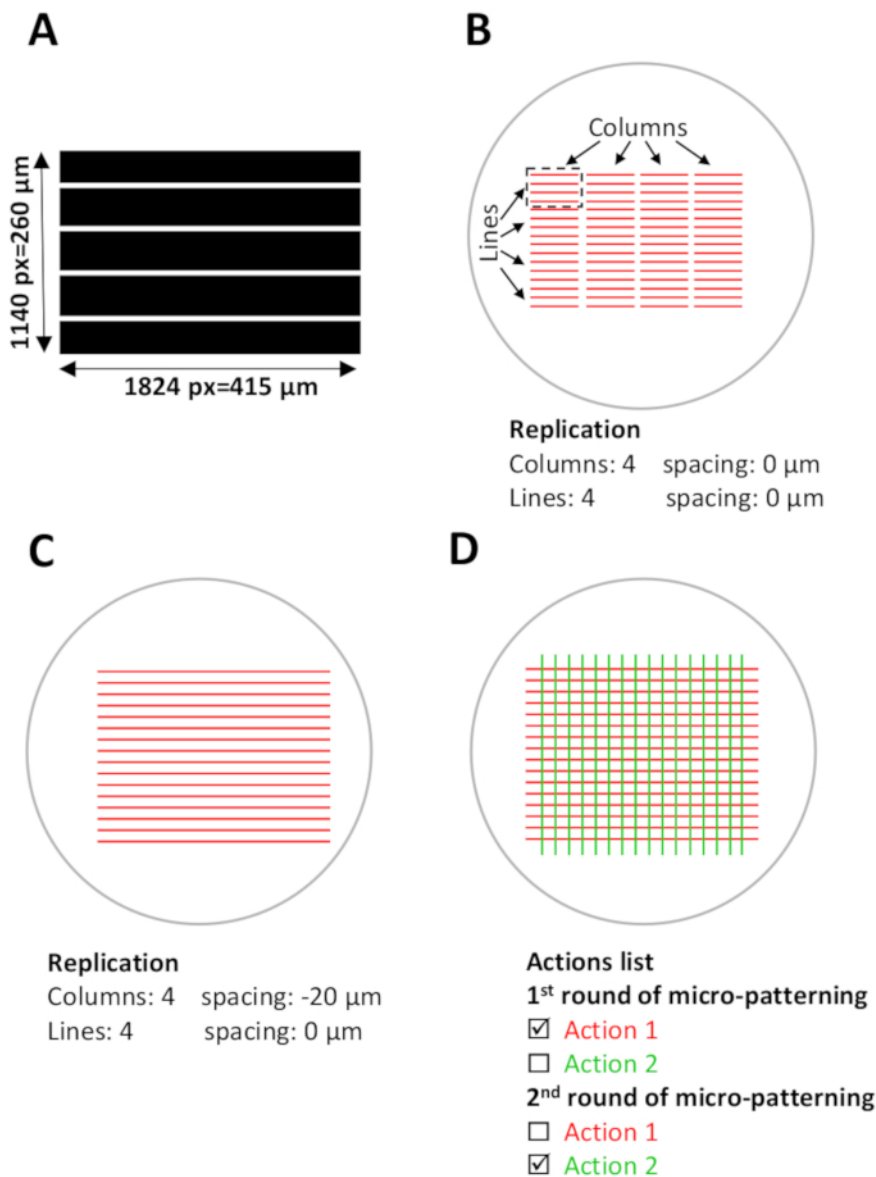 A
1140 px=260 µm
1824 px=415 µm
B
Columns
Lines
Replication
Columns: 4 spacing: 0 µm
Lines: 4 spacing: 0 µm
C
Replication
Columns: 4 spacing: -20 µm
Lines: 4 spacing: 0 µm
D
Actions list
1st round of micro-patterning
☑ Action 1
☐ Action 2
2nd round of micro-patterning
☐ Action 1
☑ Action 2